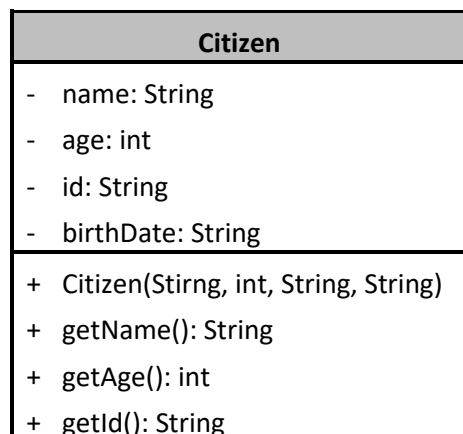 Citizen
- name: String
- age: int
- id: String
- birthDate: String
+ Citizen(Stirng, int, String, String)
+ getName(): String
+ getAge(): int
+ getId(): String